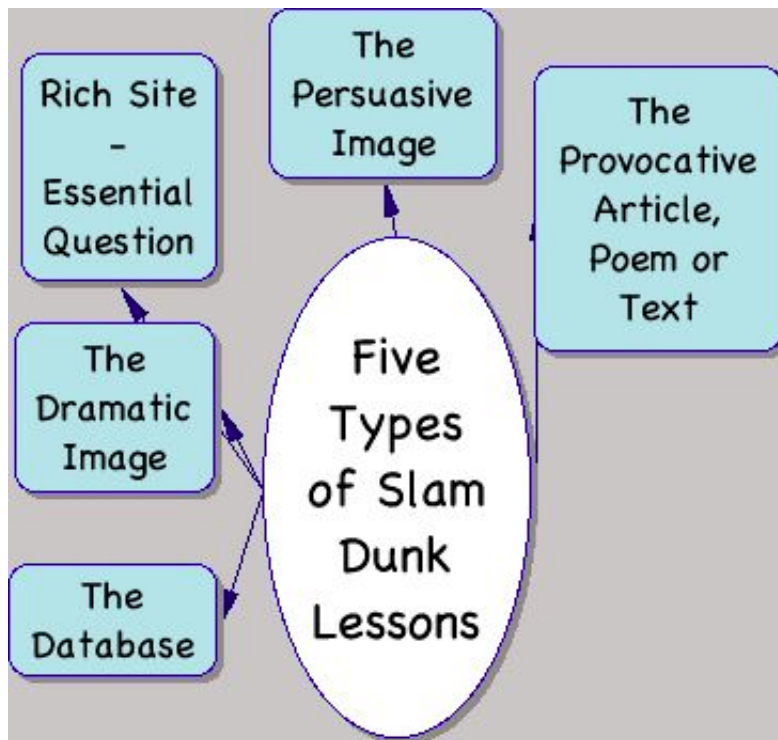 The
Persuasive
Image
Rich Site
–
Essential
Question
The
Provocative
Article,
Poem or
Text
The
Dramatic
Image
Five
Types
of Slam
Dunk
Lessons
The
Database